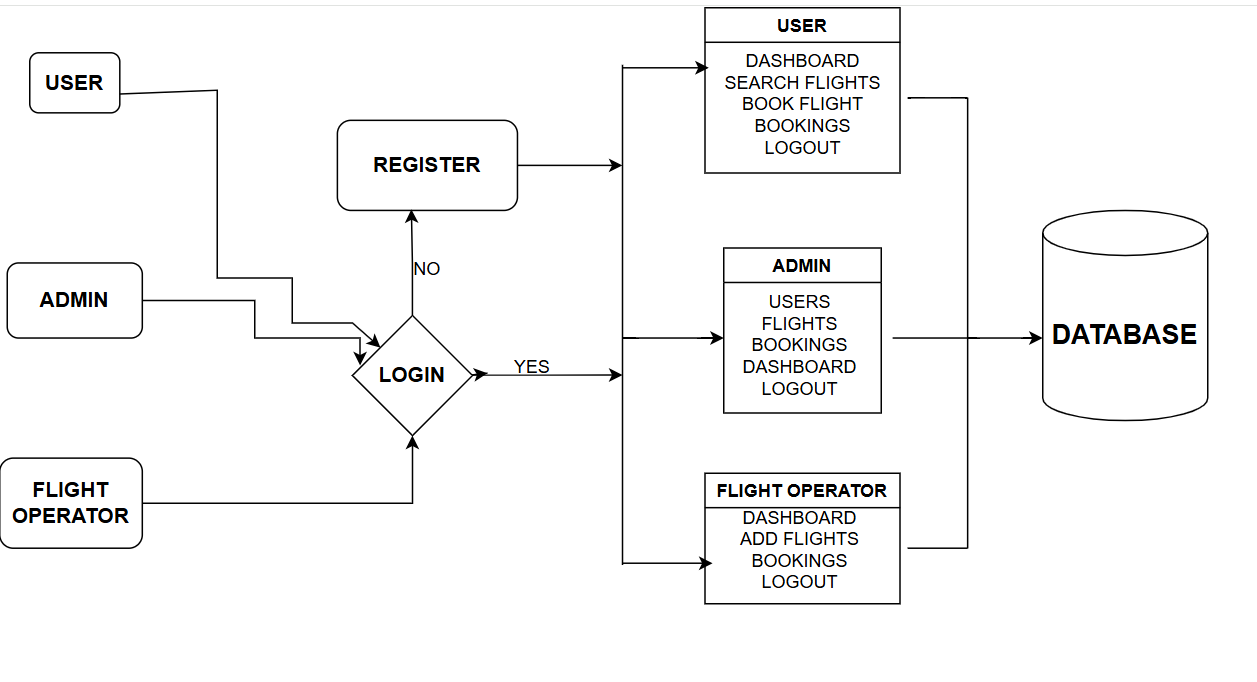 USER
ADMIN
FLIGHT
OPERATOR
REGISTER
NO
LOGIN
YES
USER
DASHBOARD
SEARCH FLIGHTS
BOOK FLIGHT
BOOKINGS
LOGOUT
ADMIN
USERS
FLIGHTS
BOOKINGS
DASHBOARD
LOGOUT
FLIGHT OPERATOR
DASHBOARD
ADD FLIGHTS
BOOKINGS
LOGOUT
DATABASE